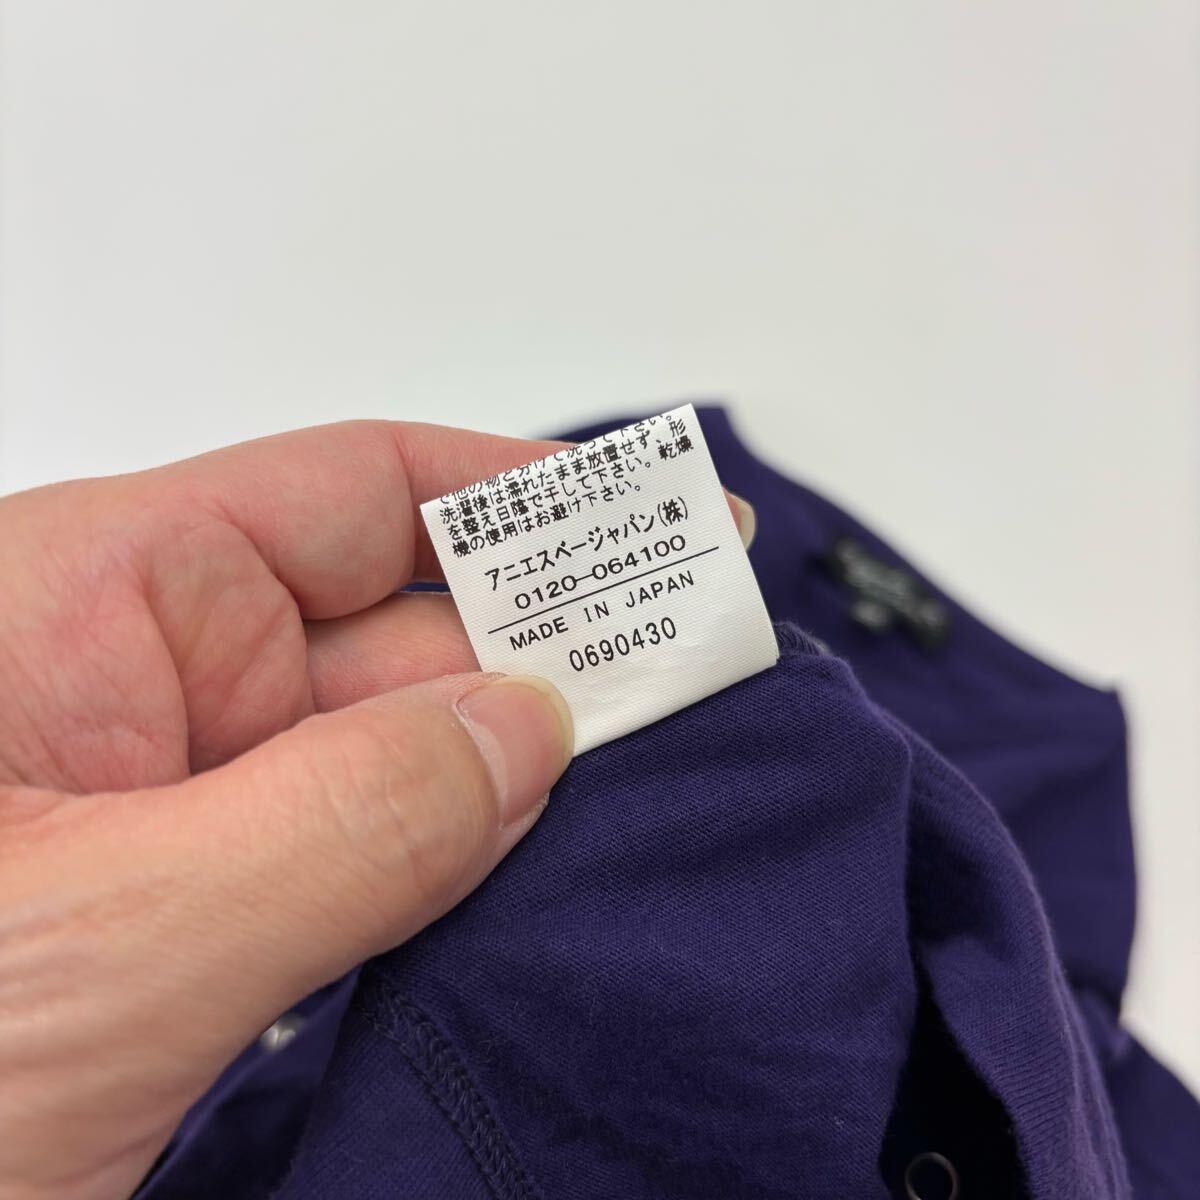 て他の物と分けて洗って下さい。
洗濯後は濡れたまま放置せず、形
を整え日陰で干して下さい。乾燥
機の使用はお避け下さい。
アニエスベージャパン(株)
0120-064100
MADE IN JAPAN
0690430